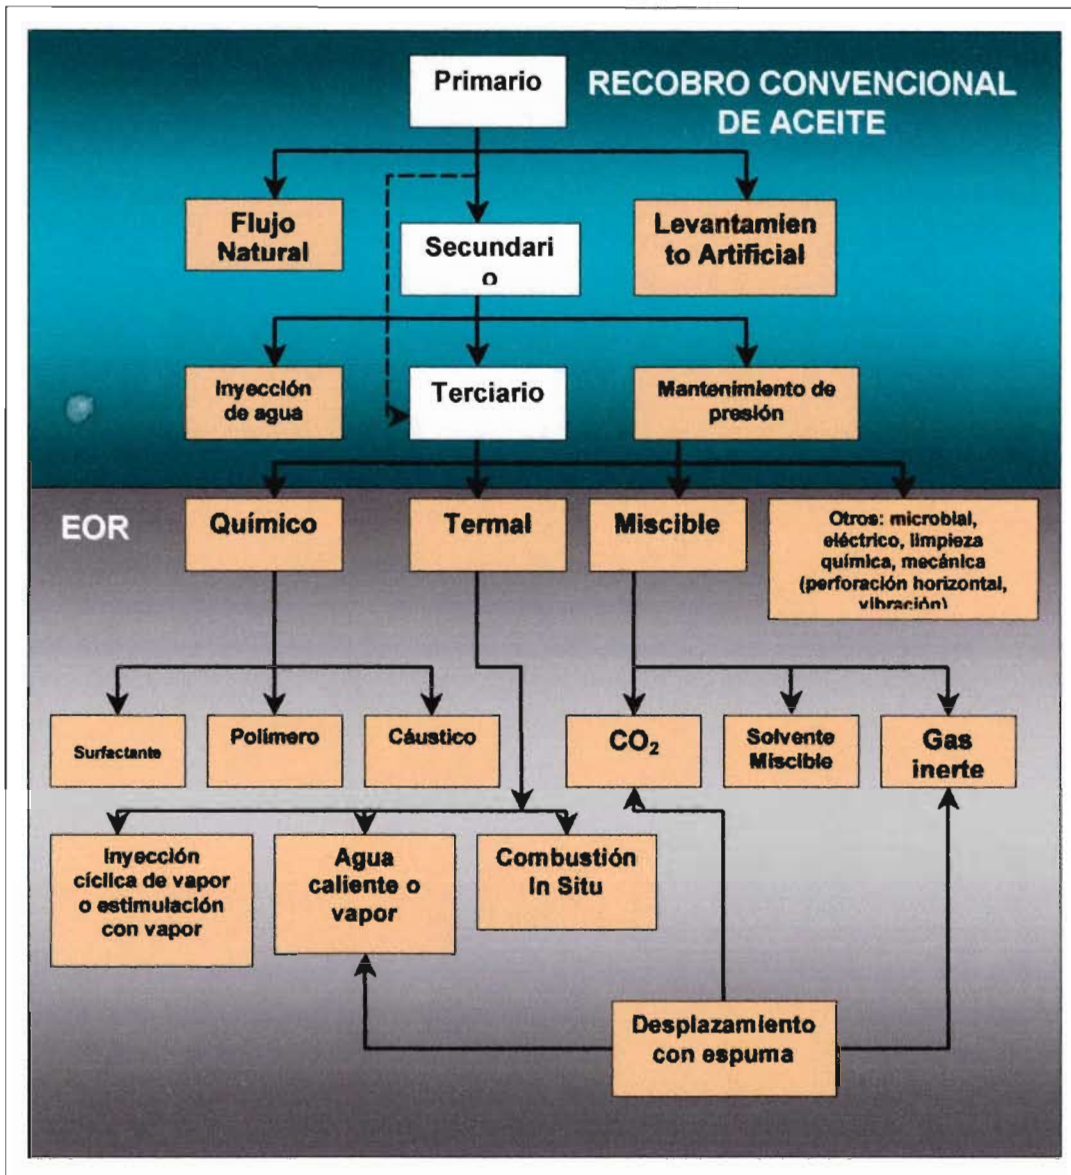 Primario
RECOBRO CONVENCIONAL
DE ACEITE
Flujo
Natural
Levantamien
to Artificial
Secundari
o
Inyección
de agua
Terciario
Mantenimiento de
presión
EOR
Químico
Termal
Miscible
Otros: microbial,
eléctrico, limpieza
química, mecánica
(perforación horizontal,
vibración)
Surfactante
Polímero
Cáustico
CO₂
Solvente
Miscible
Gas
inerte
Inyección
cíclica de vapor
o estimulación
con vapor
Agua
caliente o
vapor
Combustión
In Situ
Desplazamiento
con espuma